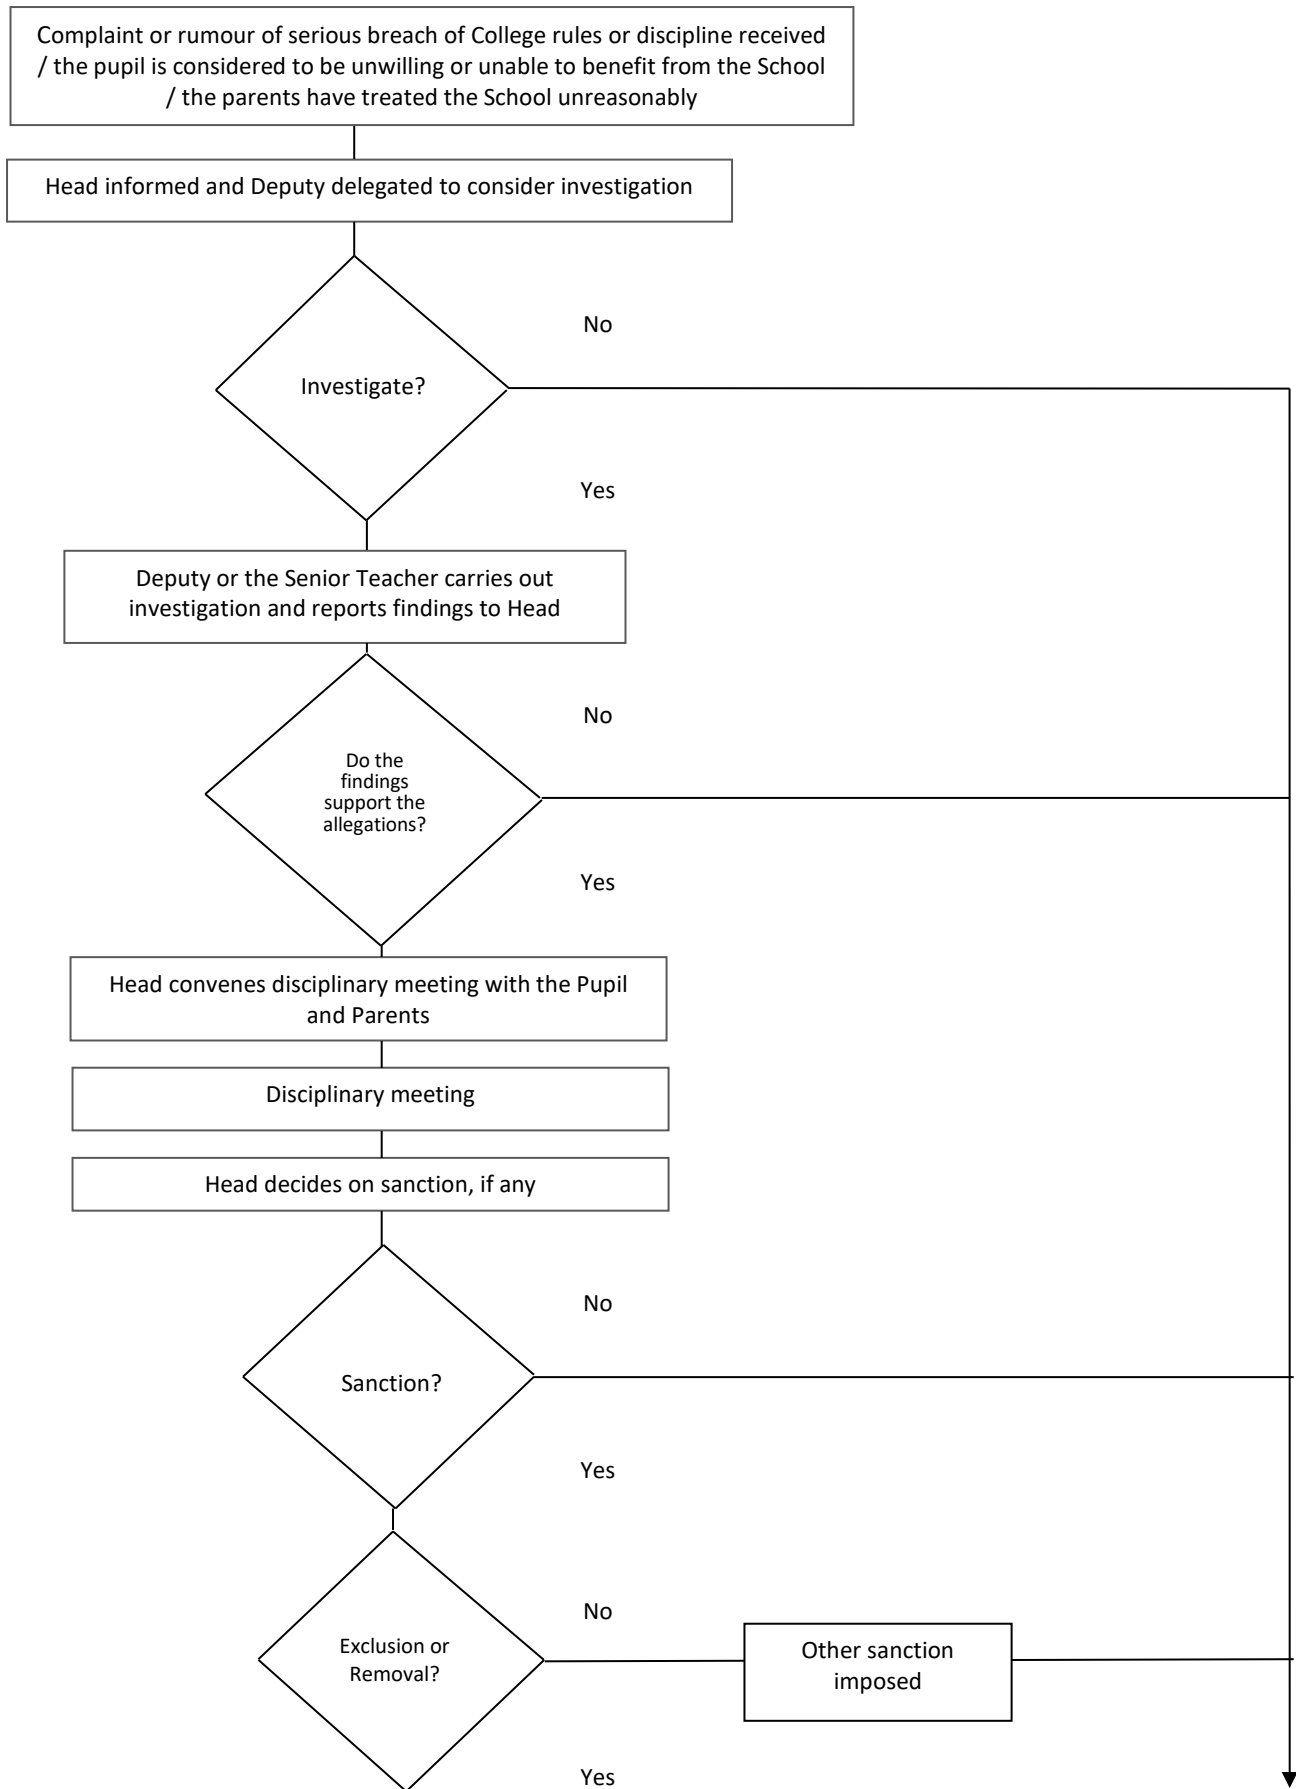 Complaint or rumour of serious breach of College rules or discipline received
/ the pupil is considered to be unwilling or unable to benefit from the School
/ the parents have treated the School unreasonably
Head informed and Deputy delegated to consider investigation
No
Investigate?
Yes
Deputy or the Senior Teacher carries out
investigation and reports findings to Head
No
Do the
findings
support the
allegations?
Yes
Head convenes disciplinary meeting with the Pupil
and Parents
Disciplinary meeting
Head decides on sanction, if any
No
Sanction?
Yes
No
Exclusion or
Removal?
Other sanction
imposed
Yes